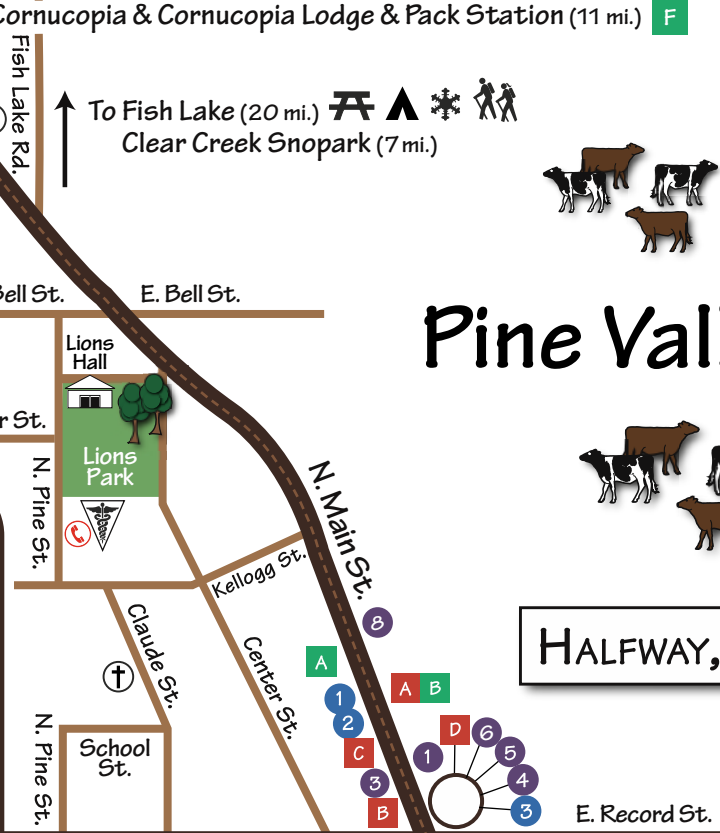 Cornucopia & Cornucopia Lodge & Pack Station (11 mi.) F
Fish Lake Rd.
To Fish Lake (20 mi.)
Clear Creek Snopark (7 mi.)
Bell St.
E. Bell St.
Pine Val
Lions
Hall
r St.
Lions
Park
N. Pine St.
N. Main St.
Kellogg St.
8
HALFWAY,
Claude St.
Center St.
A
A B
1
2
C
3
B
D
6
5
1
4
3
N. Pine St.
School
St.
E. Record St.